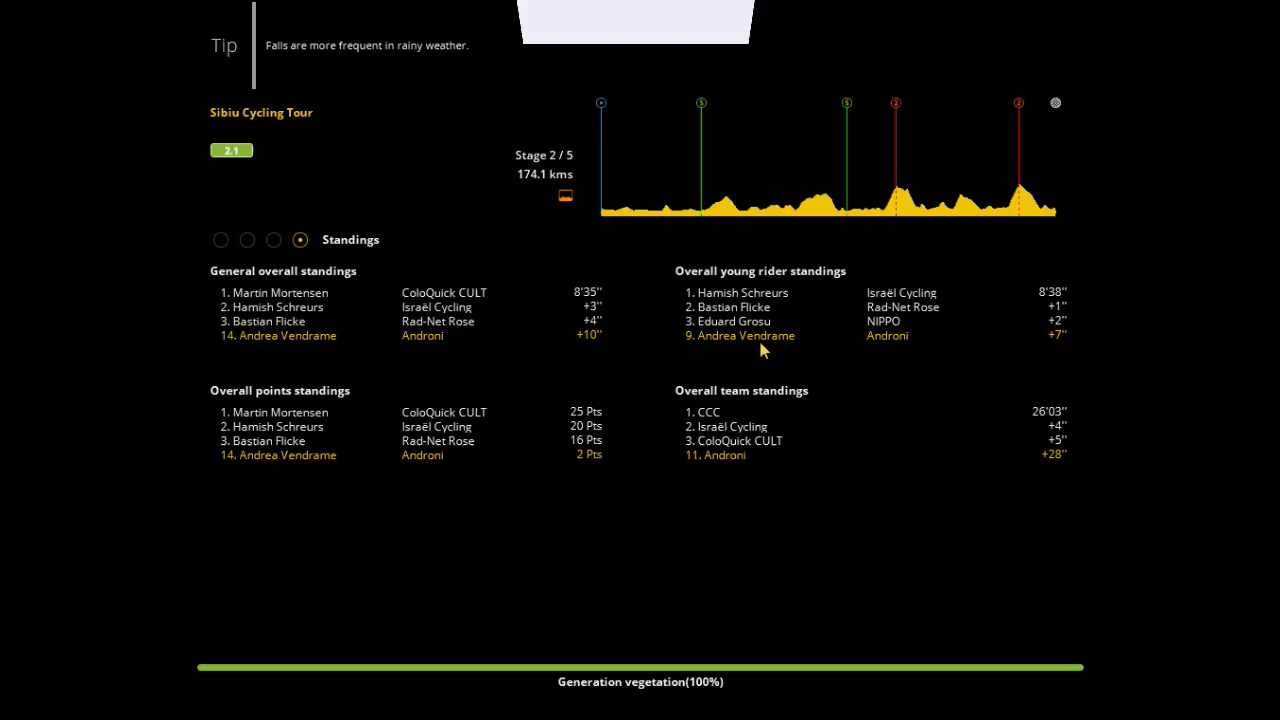 Tip
Falls are more frequent in rainy weather.
Sibiu Cycling Tour
2.1
Stage 2 / 5
174.1 kms
S S 2 2
Standings
General overall standings
1. Martin Mortensen ColoQuick CULT 8'35''
2. Hamish Schreurs Israël Cycling +3''
3. Bastian Flicke Rad-Net Rose +4''
14. Andrea Vendrame Androni +10''
Overall young rider standings
1. Hamish Schreurs Israël Cycling 8'38''
2. Bastian Flicke Rad-Net Rose +1''
3. Eduard Grosu NIPPO +2''
9. Andrea Vendrame Androni +7''
Overall points standings
1. Martin Mortensen ColoQuick CULT 25 Pts
2. Hamish Schreurs Israël Cycling 20 Pts
3. Bastian Flicke Rad-Net Rose 16 Pts
14. Andrea Vendrame Androni 2 Pts
Overall team standings
1. CCC 26'03''
2. Israël Cycling +4''
3. ColoQuick CULT +5''
11. Androni +28''
Generation vegetation(100%)